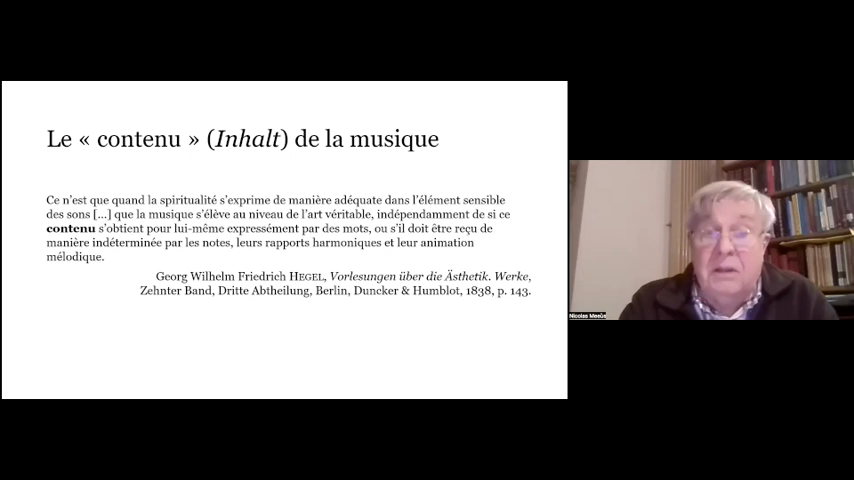 Le « contenu » (Inhalt) de la musique
Ce n'est que quand la spiritualité s'exprime de manière adéquate dans l'élément sensible
des sons [...] que la musique s'élève au niveau de l'art véritable, indépendamment de si ce
contenu s'obtient pour lui-même expressément par des mots, ou s'il doit être reçu de
manière indéterminée par les notes, leurs rapports harmoniques et leur animation
mélodique.
Georg Wilhelm Friedrich HEGEL, Vorlesungen über die Ästhetik. Werke,
Zehnter Band, Dritte Abtheilung, Berlin, Duncker & Humblot, 1838, p. 143.
Nicolas Meeùs